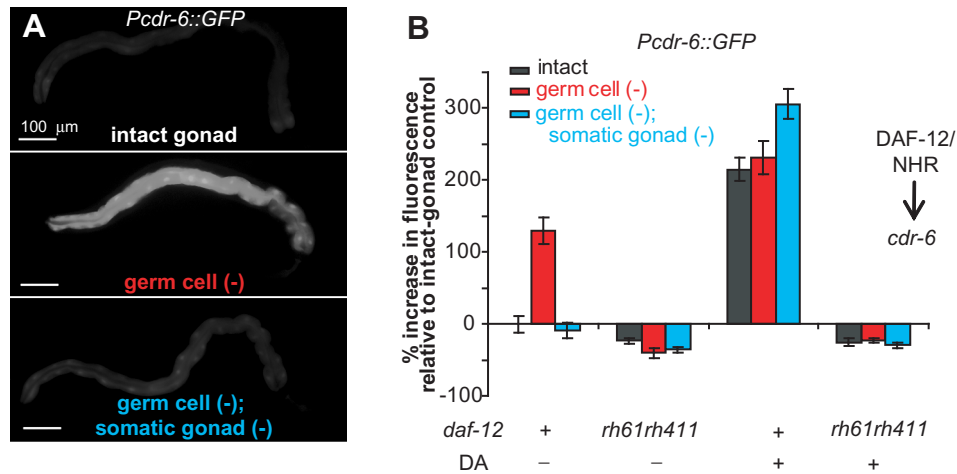 A
Pcdr-6::GFP
100 μm
intact gonad
germ cell (-)
germ cell (-);
somatic gonad (-)
B
Pcdr-6::GFP
% increase in fluorescence
relative to intact-gonad control
300
200
100
0
-100
intact
germ cell (-)
germ cell (-);
somatic gonad (-)
DAF-12/
NHR
cdr-6
daf-12 + rh61rh411 + rh61rh411
DA – – + +